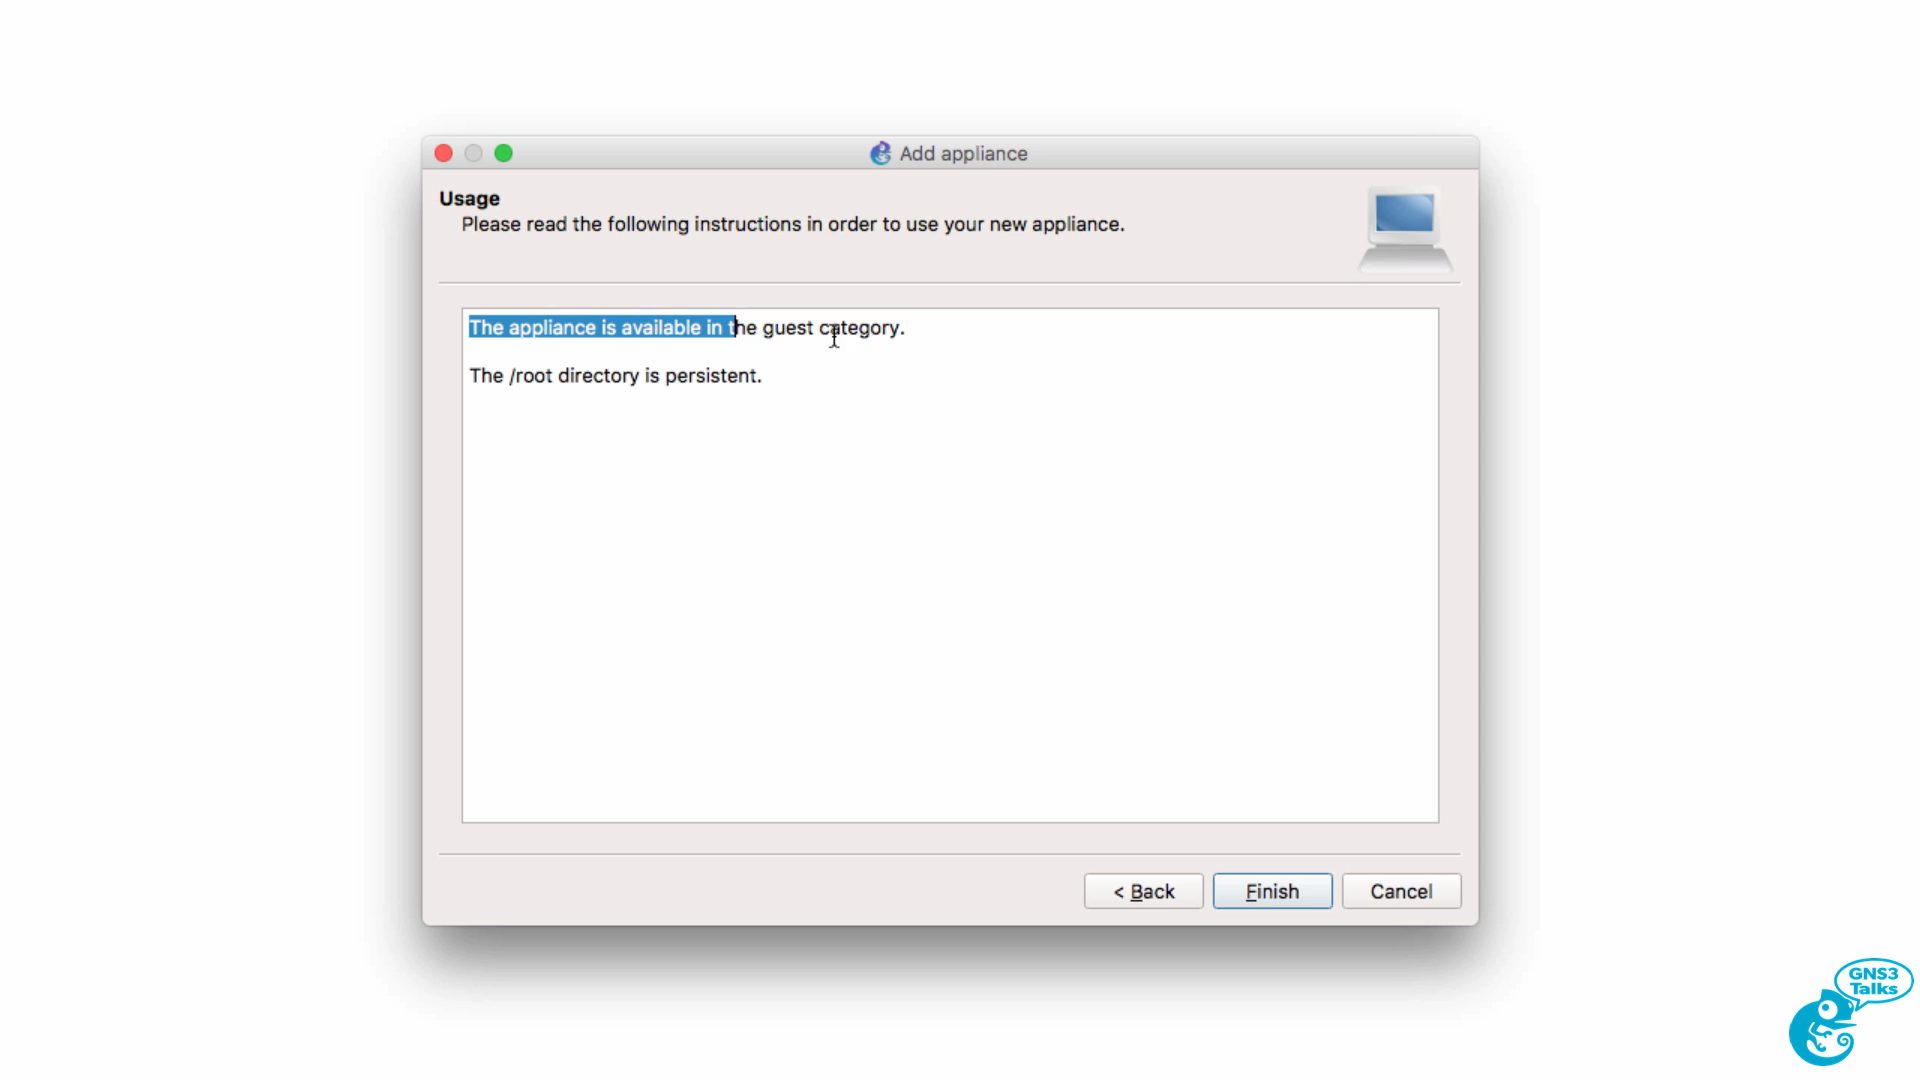 Add appliance
Usage
Please read the following instructions in order to use your new appliance.
The appliance is available in the guest category.
The /root directory is persistent.
< Back
Finish
Cancel
GNS3
Talks